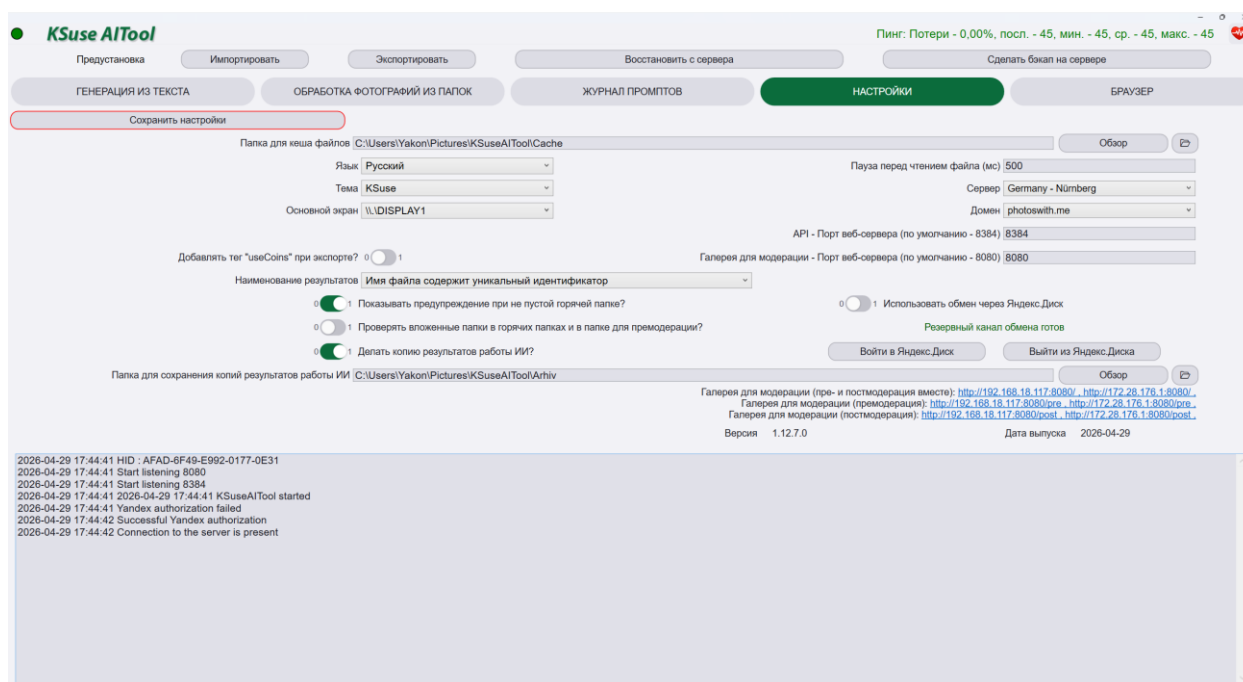 KSuse AITool
Пинг: Потери - 0,00%, посл. - 45, мин. - 45, ср. - 45, макс. - 45
Предустановка Импортировать Экспортировать Восстановить с сервера Сделать бэкап на сервере
ГЕНЕРАЦИЯ ИЗ ТЕКСТА ОБРАБОТКА ФОТОГРАФИЙ ИЗ ПАПОК ЖУРНАЛ ПРОМПТОВ НАСТРОЙКИ БРАУЗЕР
Сохранить настройки
Папка для кеша файлов C:\Users\Yakon\Pictures\KSuseAITool\Cache Обзор
Язык Русский Пауза перед чтением файла (мс) 500
Тема KSuse Сервер Germany - Nürnberg
Основной экран \\.\DISPLAY1 Домен photoswith.me
API - Порт веб-сервера (по умолчанию - 8384) 8384
Добавлять тег "useCoins" при экспорте? 0 1 Галерея для модерации - Порт веб-сервера (по умолчанию - 8080) 8080
Наименование результатов Имя файла содержит уникальный идентификатор
0 1 Показывать предупреждение при не пустой горячей папке? 0 1 Использовать обмен через Яндекс.Диск
0 1 Проверять вложенные папки в горячих папках и в папке для премодерации? Резервный канал обмена готов
0 1 Делать копию результатов работы ИИ? Войти в Яндекс.Диск Выйти из Яндекс.Диска
Папка для сохранения копий результатов работы ИИ C:\Users\Yakon\Pictures\KSuseAITool\Arhiv Обзор
Галерея для модерации (пре- и постмодерация вместе): http://192.168.18.117:8080/ , http://172.28.176.1:8080/ ,
Галерея для модерации (премодерация): http://192.168.18.117:8080/pre , http://172.28.176.1:8080/pre ,
Галерея для модерации (постмодерация): http://192.168.18.117:8080/post , http://172.28.176.1:8080/post ,
Версия 1.12.7.0 Дата выпуска 2026-04-29
2026-04-29 17:44:41 HID : AFAD-6F49-E992-0177-0E31
2026-04-29 17:44:41 Start listening 8080
2026-04-29 17:44:41 Start listening 8384
2026-04-29 17:44:41 2026-04-29 17:44:41 KSuseAITool started
2026-04-29 17:44:41 Yandex authorization failed
2026-04-29 17:44:42 Successful Yandex authorization
2026-04-29 17:44:42 Connection to the server is present